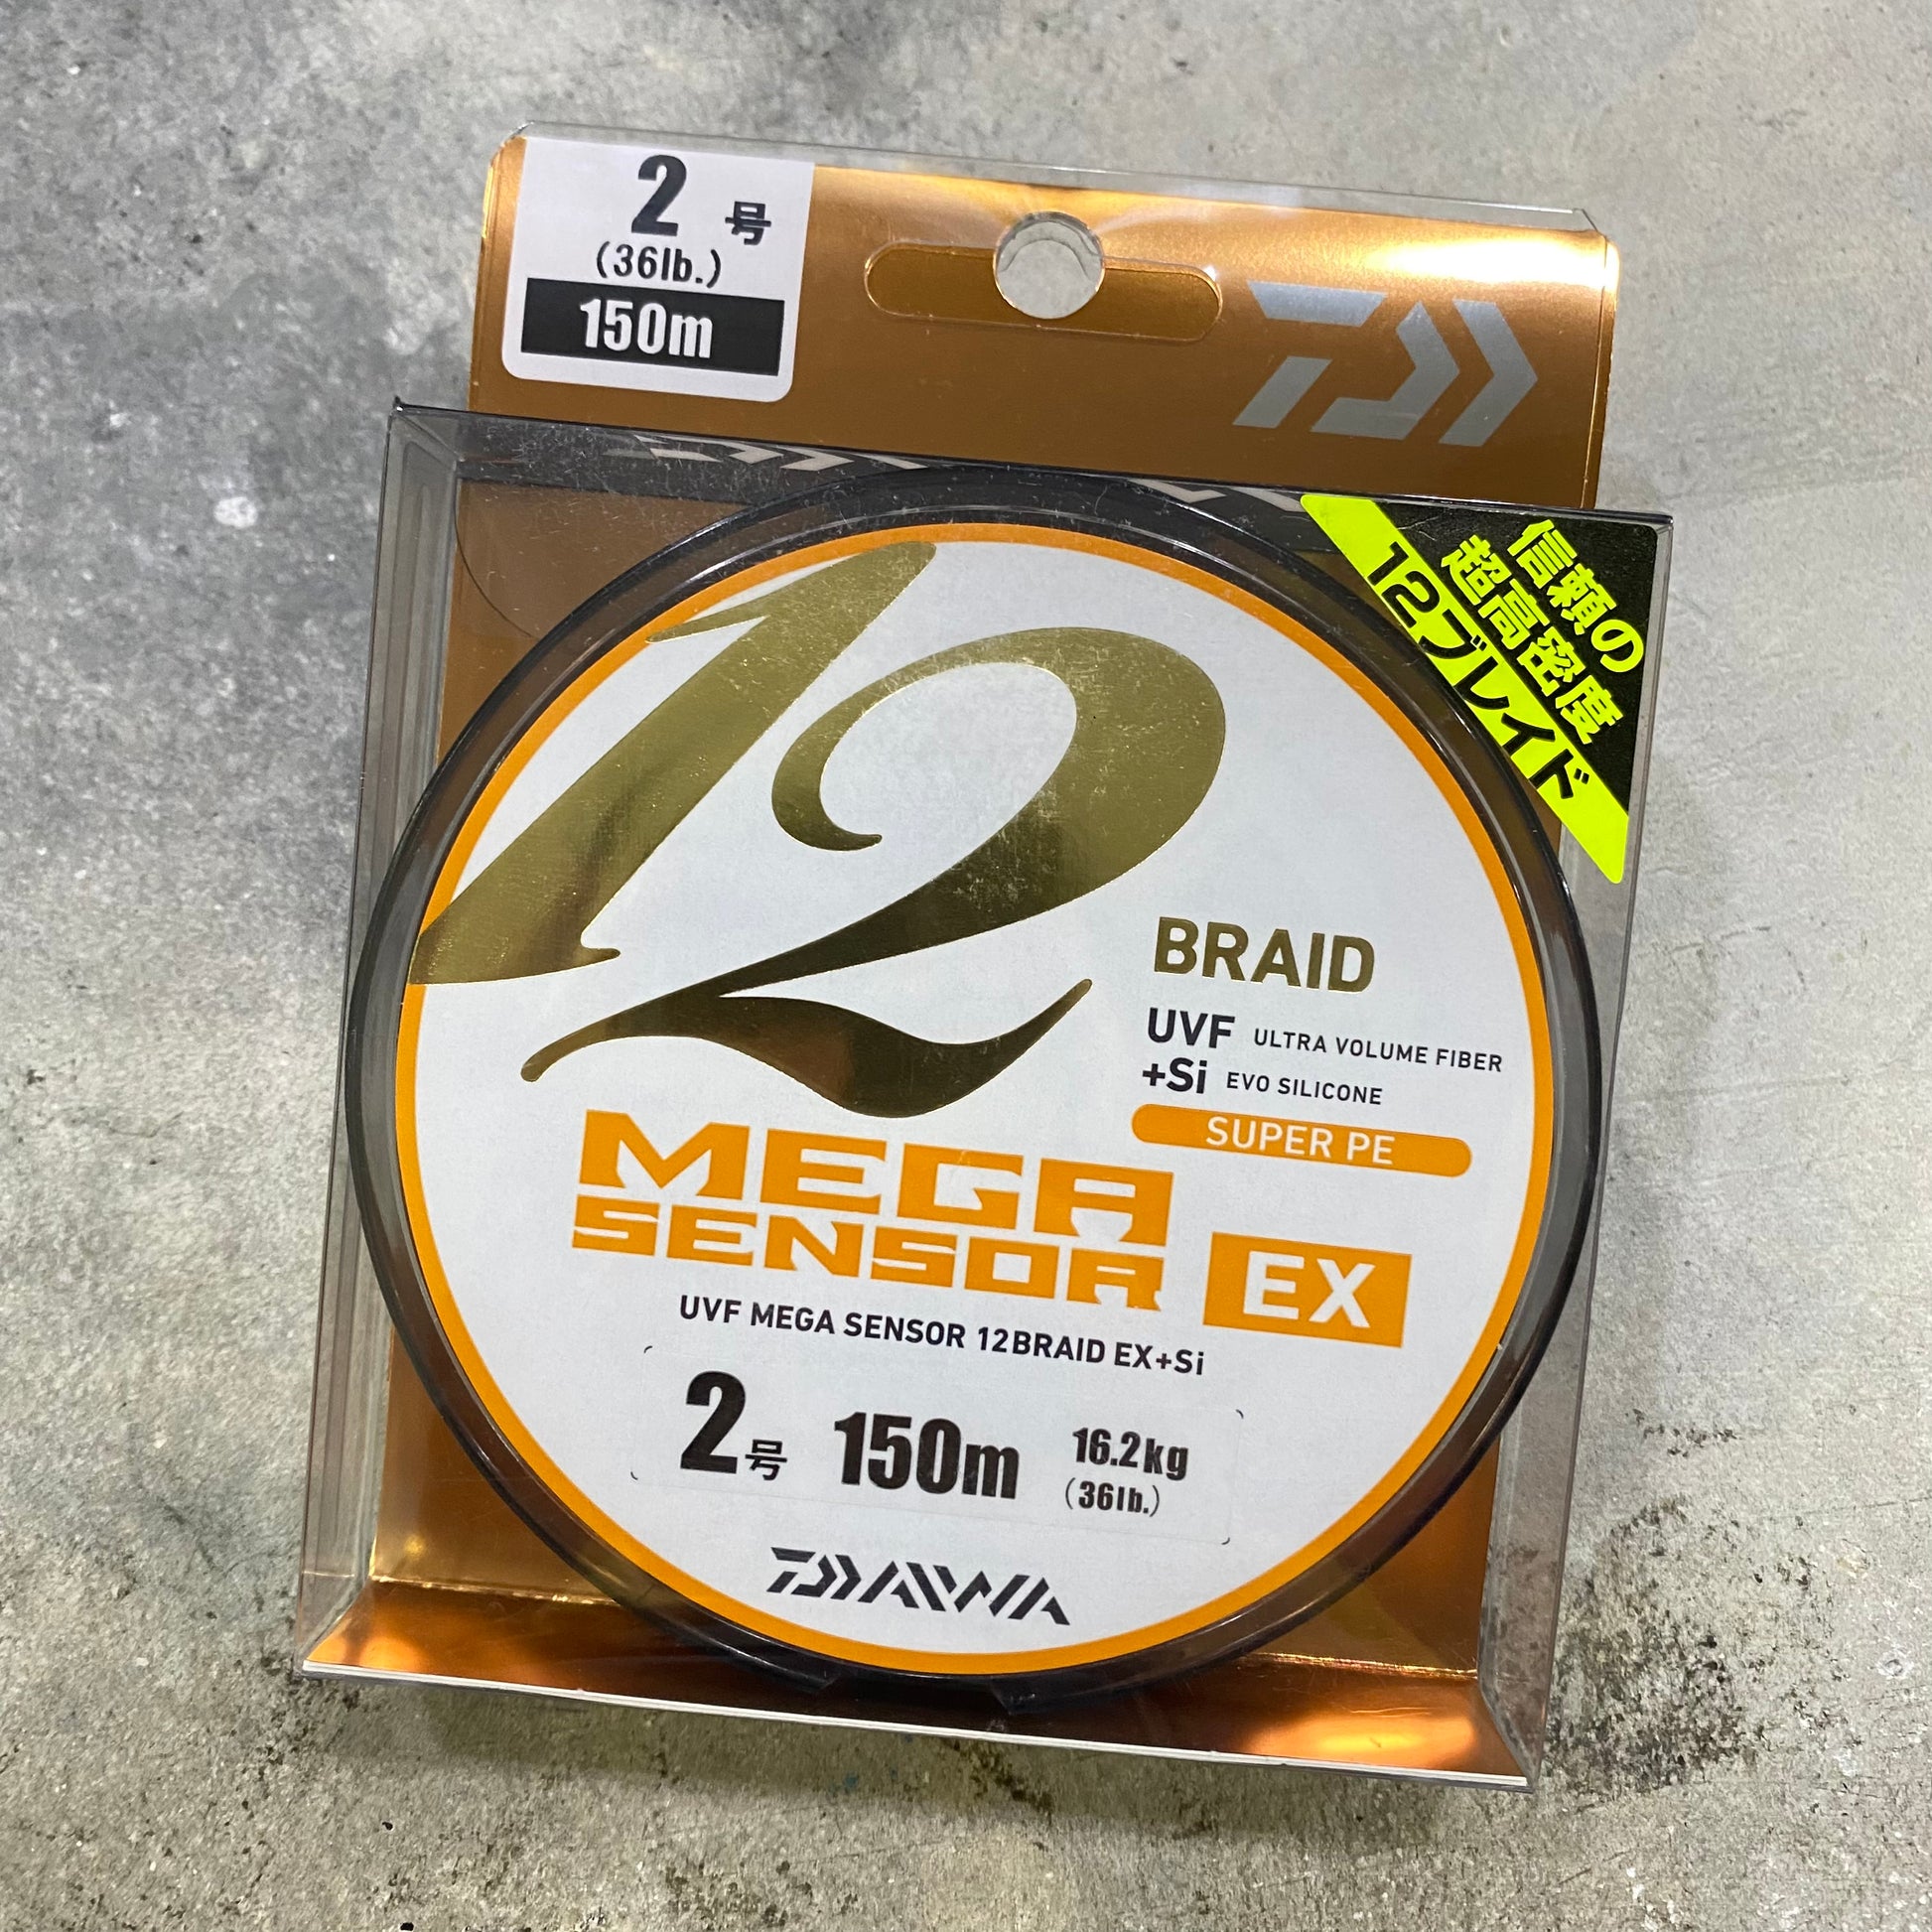 2号
(36lb.)
150m
信頼の
超高密度
12ブレイド
12
BRAID
UVF ULTRA VOLUME FIBER
+Si EVO SILICONE
SUPER PE
MEGA
SENSOR EX
UVF MEGA SENSOR 12BRAID EX+Si
2号 150m 16.2kg
(36lb.)
DAIWA